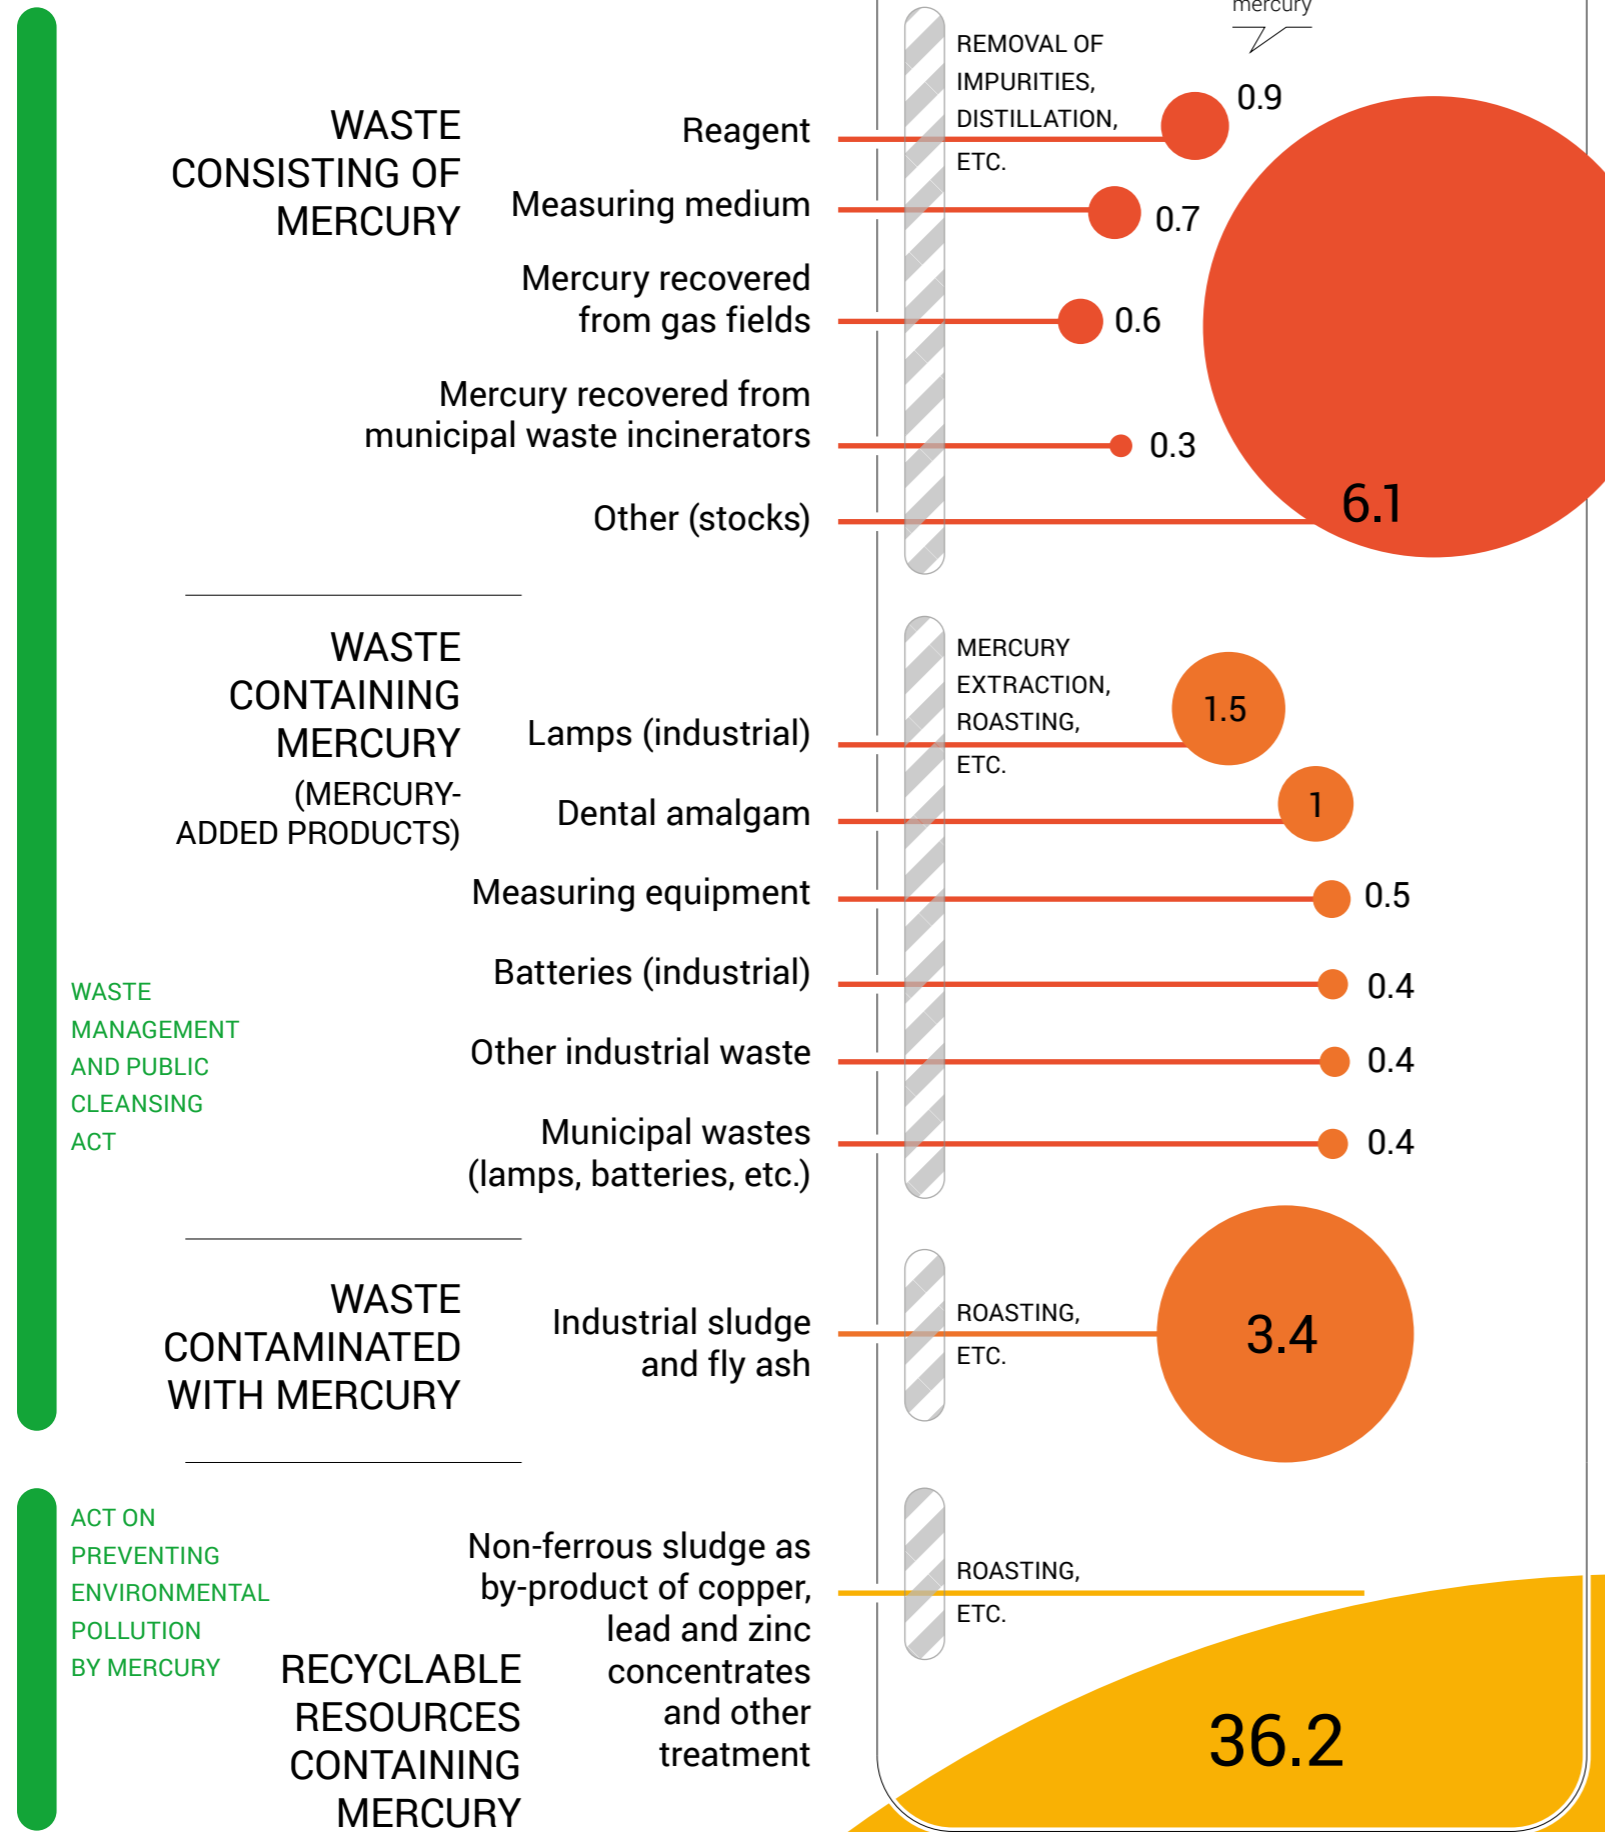 mercury
WASTE
CONSISTING OF
MERCURY
REMOVAL OF
IMPURITIES,
DISTILLATION,
ETC.
Reagent
0.9
Measuring medium
0.7
Mercury recovered
from gas fields
0.6
Mercury recovered from
municipal waste incinerators
0.3
Other (stocks)
6.1
WASTE
CONTAINING
MERCURY
(MERCURY-
ADDED PRODUCTS)
MERCURY
EXTRACTION,
ROASTING,
ETC.
Lamps (industrial)
1.5
Dental amalgam
1
Measuring equipment
0.5
Batteries (industrial)
0.4
Other industrial waste
0.4
Municipal wastes
(lamps, batteries, etc.)
0.4
WASTE
MANAGEMENT
AND PUBLIC
CLEANSING
ACT
WASTE
CONTAMINATED
WITH MERCURY
Industrial sludge
and fly ash
ROASTING,
ETC.
3.4
ACT ON
PREVENTING
ENVIRONMENTAL
POLLUTION
BY MERCURY
RECYCLABLE
RESOURCES
CONTAINING
MERCURY
Non-ferrous sludge as
by-product of copper,
lead and zinc
concentrates
and other
treatment
ROASTING,
ETC.
36.2